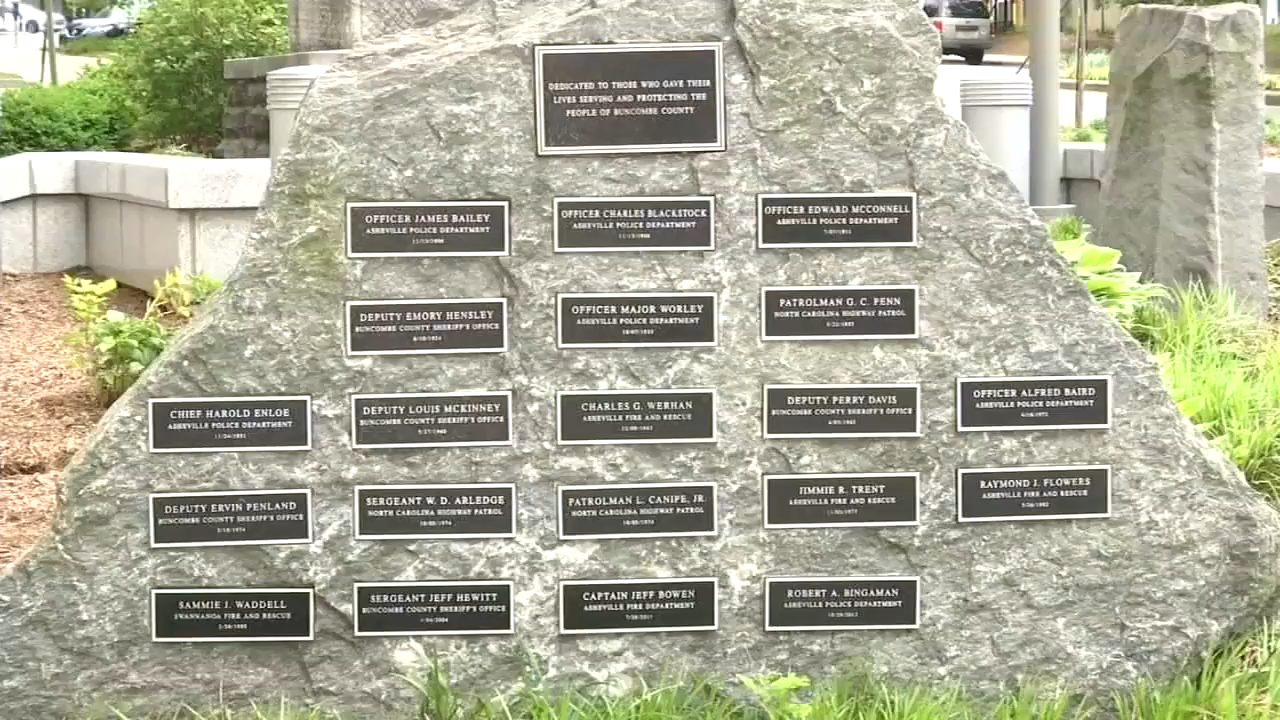 DEDICATED TO THOSE WHO GAVE THEIR
LIVES SERVING AND PROTECTING THE
PEOPLE OF BUNCOMBE COUNTY
OFFICER JAMES BAILEY
ASHEVILLE POLICE DEPARTMENT
OFFICER CHARLES BLACKSTOCK
ASHEVILLE POLICE DEPARTMENT
OFFICER EDWARD MCCONNELL
ASHEVILLE POLICE DEPARTMENT
DEPUTY EMORY HENSLEY
BUNCOMBE COUNTY SHERIFF'S OFFICE
OFFICER MAJOR WORLEY
ASHEVILLE POLICE DEPARTMENT
PATROLMAN G. C. PENN
NORTH CAROLINA HIGHWAY PATROL
CHIEF HAROLD ENLOE
ASHEVILLE POLICE DEPARTMENT
DEPUTY LOUIS MCKINNEY
BUNCOMBE COUNTY SHERIFF'S OFFICE
CHARLES G. WERHAN
ASHEVILLE FIRE AND RESCUE
DEPUTY PERRY DAVIS
BUNCOMBE COUNTY SHERIFF'S OFFICE
OFFICER ALFRED BAIRD
ASHEVILLE POLICE DEPARTMENT
DEPUTY ERVIN PENLAND
BUNCOMBE COUNTY SHERIFF'S OFFICE
SERGEANT W. D. ARLEDGE
NORTH CAROLINA HIGHWAY PATROL
PATROLMAN L. CANIPE, JR.
NORTH CAROLINA HIGHWAY PATROL
JIMMIE R. TRENT
ASHEVILLE FIRE AND RESCUE
RAYMOND J. FLOWERS
ASHEVILLE FIRE AND RESCUE
SAMMIE J. WADDELL
SWANNANOA FIRE AND RESCUE
SERGEANT JEFF HEWITT
BUNCOMBE COUNTY SHERIFF'S OFFICE
CAPTAIN JEFF BOWEN
ASHEVILLE FIRE DEPARTMENT
7/28/2011
ROBERT A. BINGAMAN
ASHEVILLE POLICE DEPARTMENT